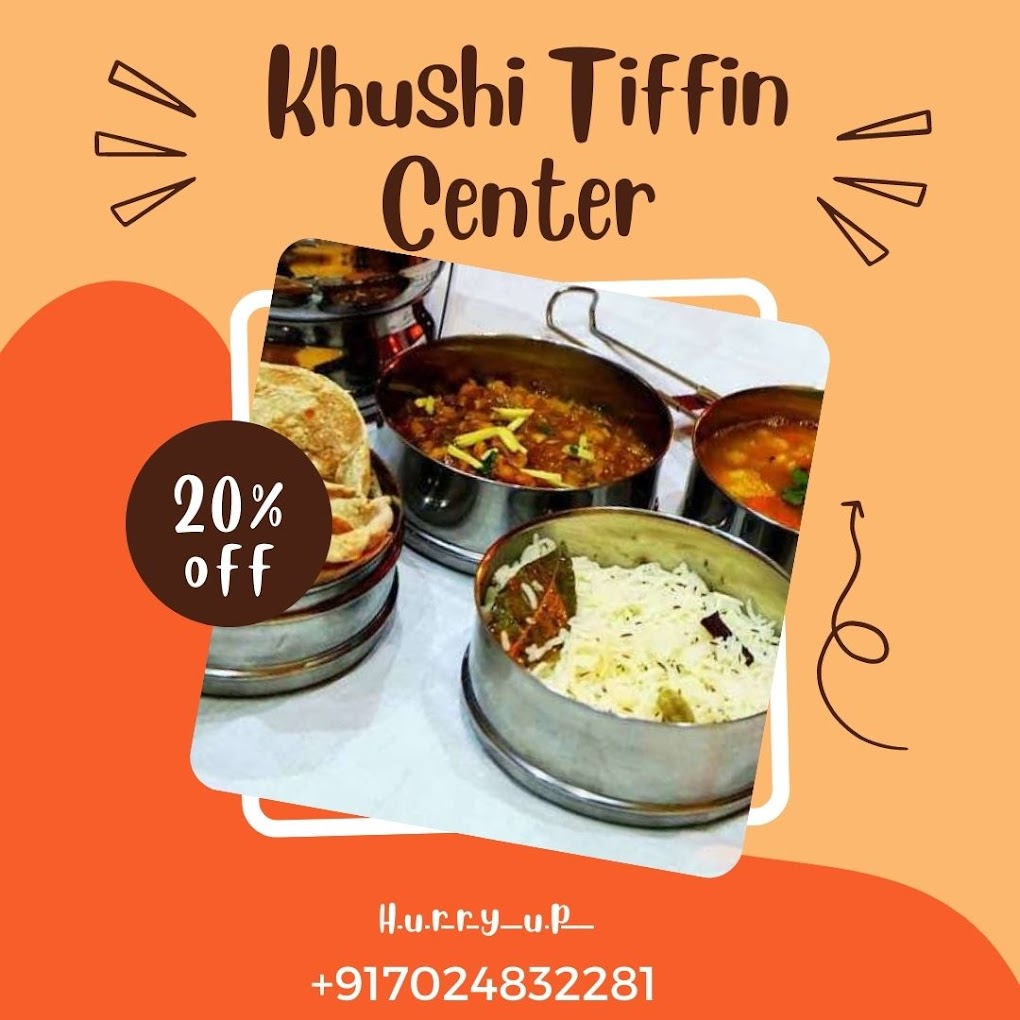 Khushi Tiffin
Center
20%
off
H.u.r.r.y_u.p_
+917024832281